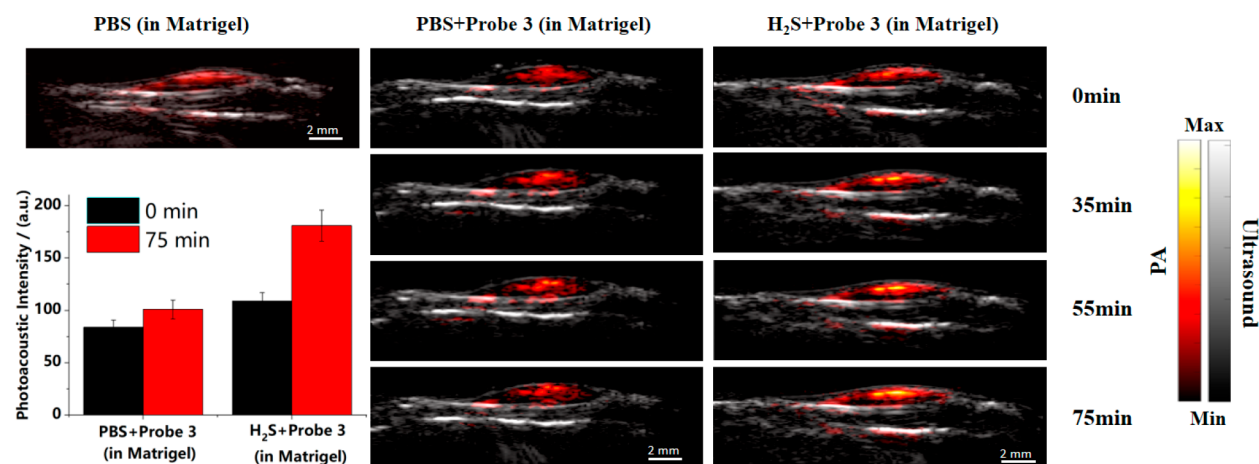 PBS (in Matrigel)
PBS+Probe 3 (in Matrigel)
H₂S+Probe 3 (in Matrigel)
2 mm
0min
35min
55min
75min
2 mm
2 mm
Max
PA
Ultrasound
Min
Photoacoustic Intensity / (a.u.)
200
150
100
50
0
0 min
75 min
PBS+Probe 3
(in Matrigel)
H₂S+Probe 3
(in Matrigel)